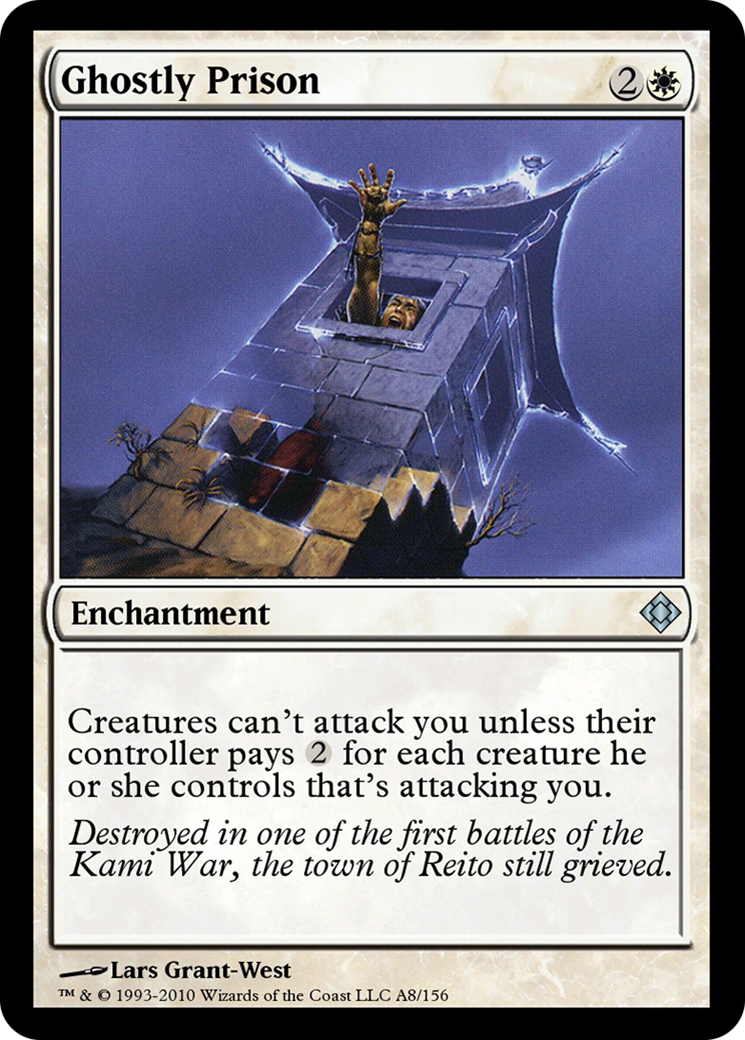 Ghostly Prison 2
Enchantment
Creatures can't attack you unless their
controller pays 2 for each creature he
or she controls that's attacking you.
Destroyed in one of the first battles of the
Kami War, the town of Reito still grieved.
Lars Grant-West
™ & © 1993-2010 Wizards of the Coast LLC A8/156